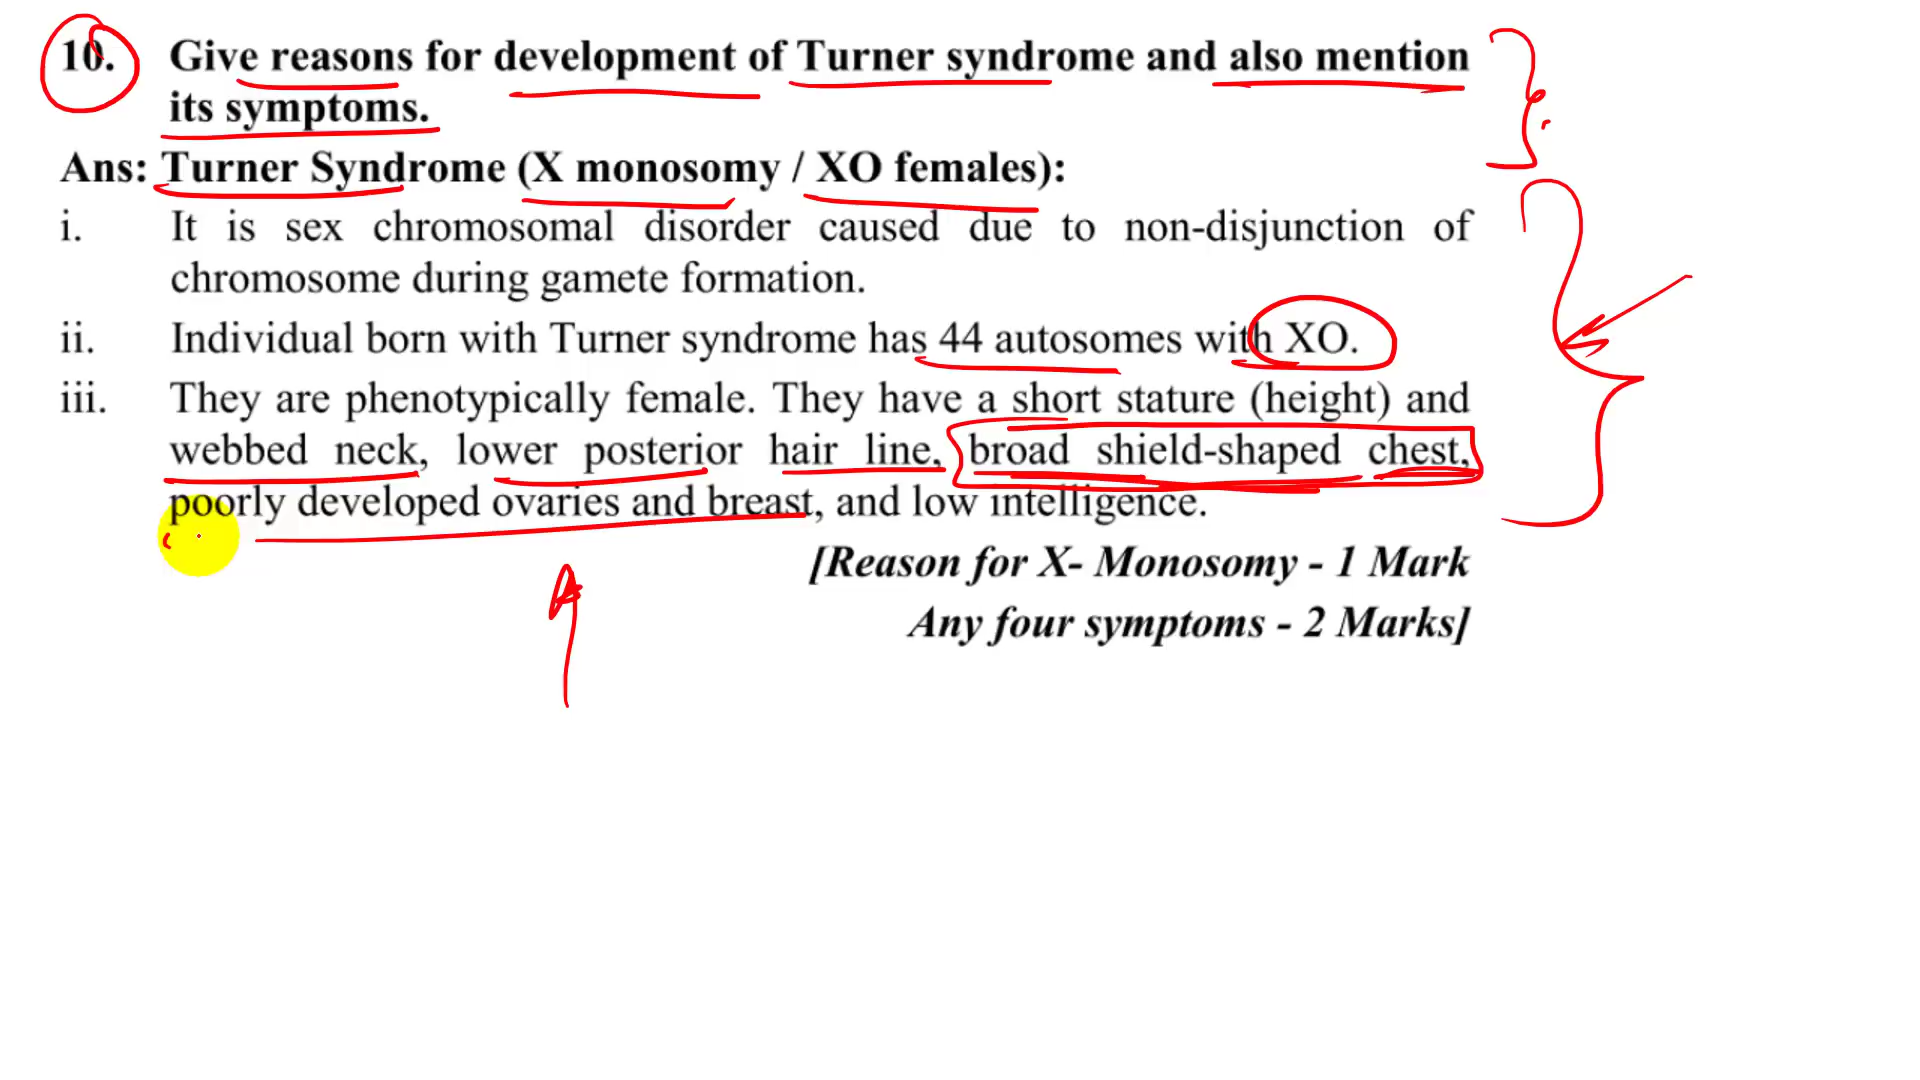 10. Give reasons for development of Turner syndrome and also mention
its symptoms.
Ans: Turner Syndrome (X monosomy / XO females):
i. It is sex chromosomal disorder caused due to non-disjunction of
chromosome during gamete formation.
ii. Individual born with Turner syndrome has 44 autosomes with XO.
iii. They are phenotypically female. They have a short stature (height) and
webbed neck, lower posterior hair line, broad shield-shaped chest,
poorly developed ovaries and breast, and low intelligence.
[Reason for X- Monosomy - 1 Mark
Any four symptoms - 2 Marks]